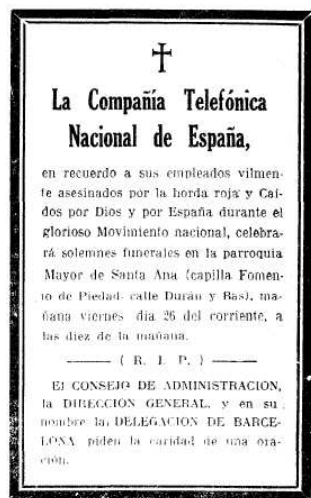 La Compañía Telefónica
Nacional de España,
en recuerdo a sus empleados vilmen-
te asesinados por la horda roja y Caí-
dos por Dios y por España durante el
glorioso Movimiento nacional, celebra-
rá solemnes funerales en la parroquia
Mayor de Santa Ana (capilla Fomen-
to de Piedad, calle Durán y Bas), ma-
ñana viernes día 26 del corriente, a
las diez de la mañana.
( R. I. P. )
El CONSEJO DE ADMINISTRACIÓN,
la DIRECCIÓN GENERAL, y en su
nombre la DELEGACIÓN DE BARCE-
LONA piden la caridad de una ora-
ción.